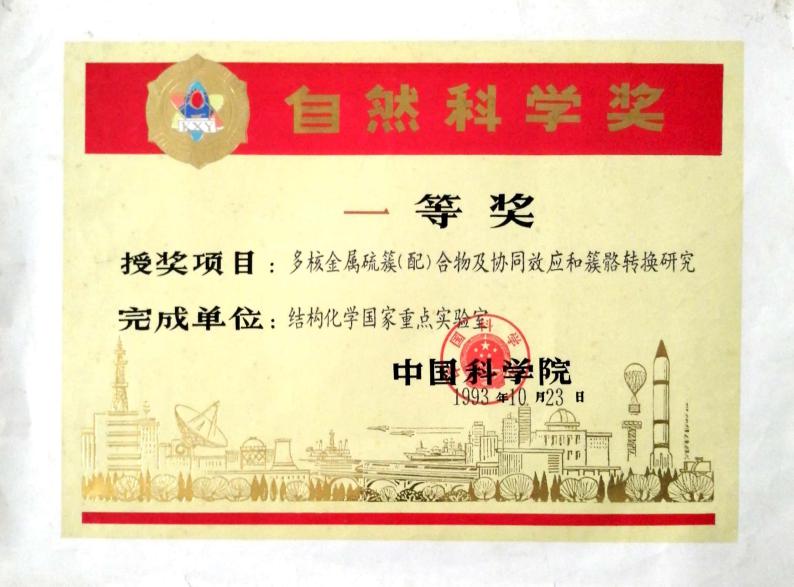 KXY
自然科学奖
一等奖
授奖项目：多核金属硫簇(配)合物及协同效应和簇骼转换研究
完成单位：结构化学国家重点实验室
中国科学院
1993年10月23日